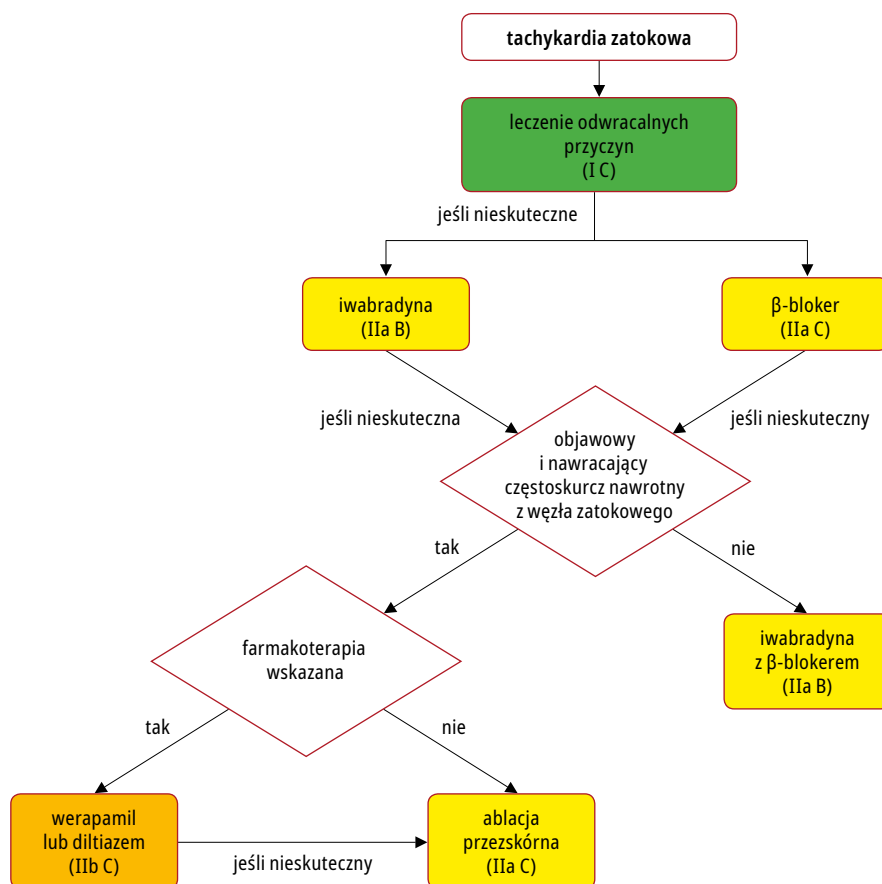 tachykardia zatokowa
leczenie odwracalnych
przyczyn
(I C)
jeśli nieskuteczne
iwabradyna
(IIa B)
β-bloker
(IIa C)
jeśli nieskuteczna
jeśli nieskuteczny
objawowy
i nawracający
częstoskurcz nawrotny
z węzła zatokowego
tak
nie
farmakoterapia
wskazana
iwabradyna
z β-blokerem
(IIa B)
tak
nie
werapamil
lub diltiazem
(IIb C)
jeśli nieskuteczny
ablacja
przezskórna
(IIa C)